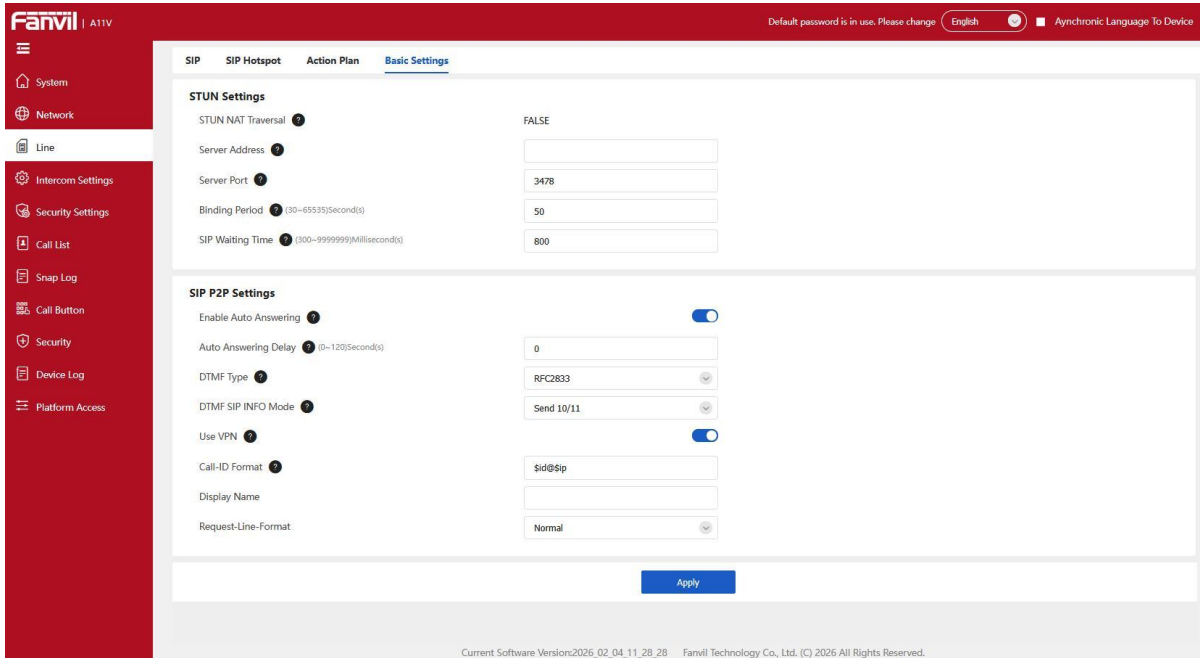 Fanvil | A11V
Default password is in use. Please change English Aynchronic Language To Device
System
Network
Line
Intercom Settings
Security Settings
Call List
Snap Log
Call Button
Security
Device Log
Platform Access
SIP SIP Hotspot Action Plan Basic Settings
STUN Settings
STUN NAT Traversal ? FALSE
Server Address ?
Server Port ? 3478
Binding Period ? (30~65535)Second(s) 50
SIP Waiting Time ? (300~9999999)Millisecond(s) 800
SIP P2P Settings
Enable Auto Answering ?
Auto Answering Delay ? (0~120)Second(s) 0
DTMF Type ? RFC2833
DTMF SIP INFO Mode ? Send 10/11
Use VPN ?
Call-ID Format ? $id@$ip
Display Name
Request-Line-Format Normal
Apply
Current Software Version:2026_02_04_11_28_28 Fanvil Technology Co., Ltd. (C) 2026 All Rights Reserved.